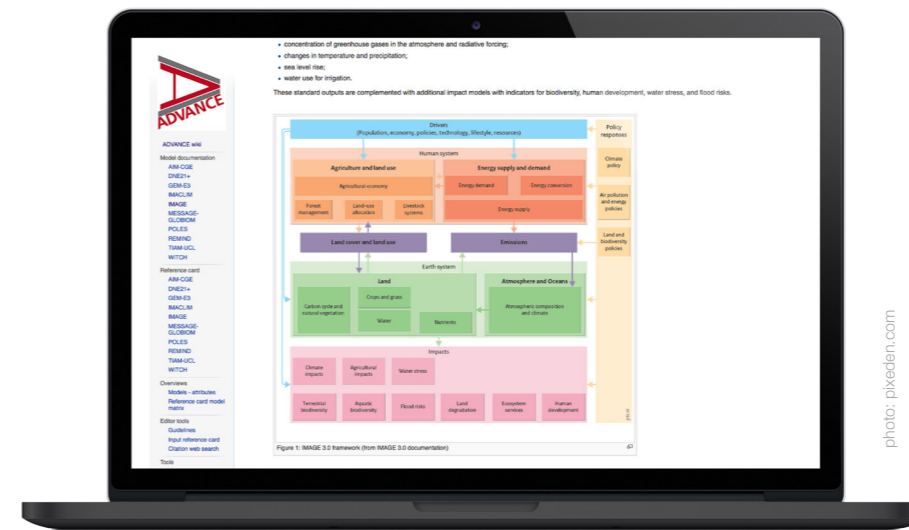 • concentration of greenhouse gases in the atmosphere and radiative forcing;
• changes in temperature and precipitation;
• sea level rise;
• water use for irrigation.
These standard outputs are complemented with additional impact models with indicators for biodiversity, human development, water stress, and flood risks.
ADVANCE
ADVANCE wiki
Model documentation
AIM-CGE
DNE21+
GEM-E3
IMACLIM
IMAGE
MESSAGE-
GLOBIOM
POLES
REMIND
TIAM-UCL
WITCH
Reference card
AIM-CGE
DNE21+
GEM-E3
IMACLIM
IMAGE
MESSAGE-
GLOBIOM
POLES
REMIND
TIAM-UCL
WITCH
Overviews
Models - attributes
Reference card model
matrix
Editor tools
Guidelines
Input reference card
Citation web search
Tools
Drivers
(Population, economy, policies, technology, lifestyle, resources)
Policy
responses
Human system
Agriculture and land use
Energy supply and demand
Climate
policy
Agricultural economy
Energy demand
Energy conversion
Forest
management
Land-use
allocation
Livestock
systems
Energy supply
Air pollution
and energy
policies
Land cover and land use
Emissions
Land and
biodiversity
policies
Earth system
Land
Atmosphere and Oceans
Carbon cycle and
natural vegetation
Crops and grass
Water
Nutrients
Atmospheric composition
and climate
Impacts
Climate
impacts
Agricultural
impacts
Water stress
Terrestrial
biodiversity
Aquatic
biodiversity
Flood risks
Land
degradation
Ecosystem
services
Human
development
Figure 1: IMAGE 3.0 framework (from IMAGE 3.0 documentation)
photo: pixeden.com